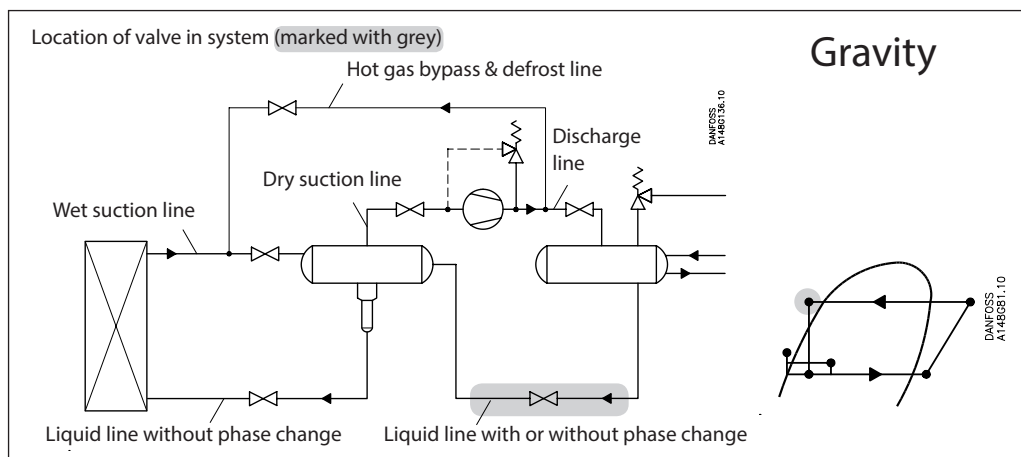 Location of valve in system (marked with grey)
Gravity
Hot gas bypass & defrost line
DANFOSS
A148G136.10
Discharge
line
Dry suction line
Wet suction line
DANFOSS
A148G81.10
Liquid line without phase change
Liquid line with or without phase change